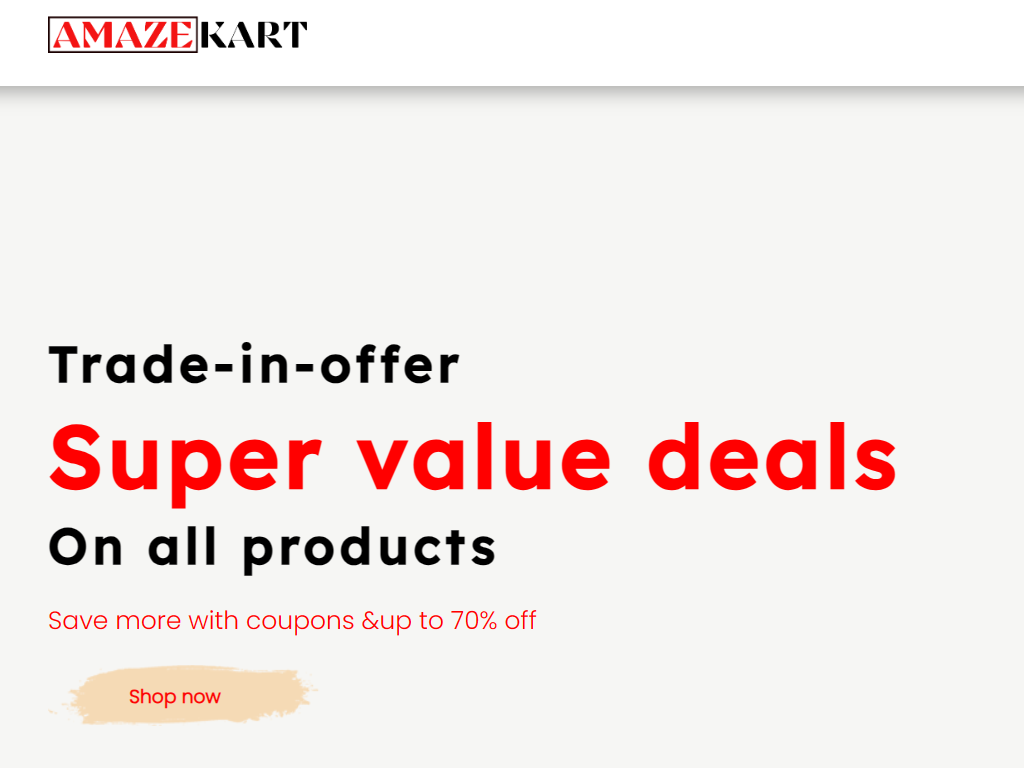 AMAZEKART
Trade-in-offer
Super value deals
On all products
Save more with coupons &up to 70% off
Shop now